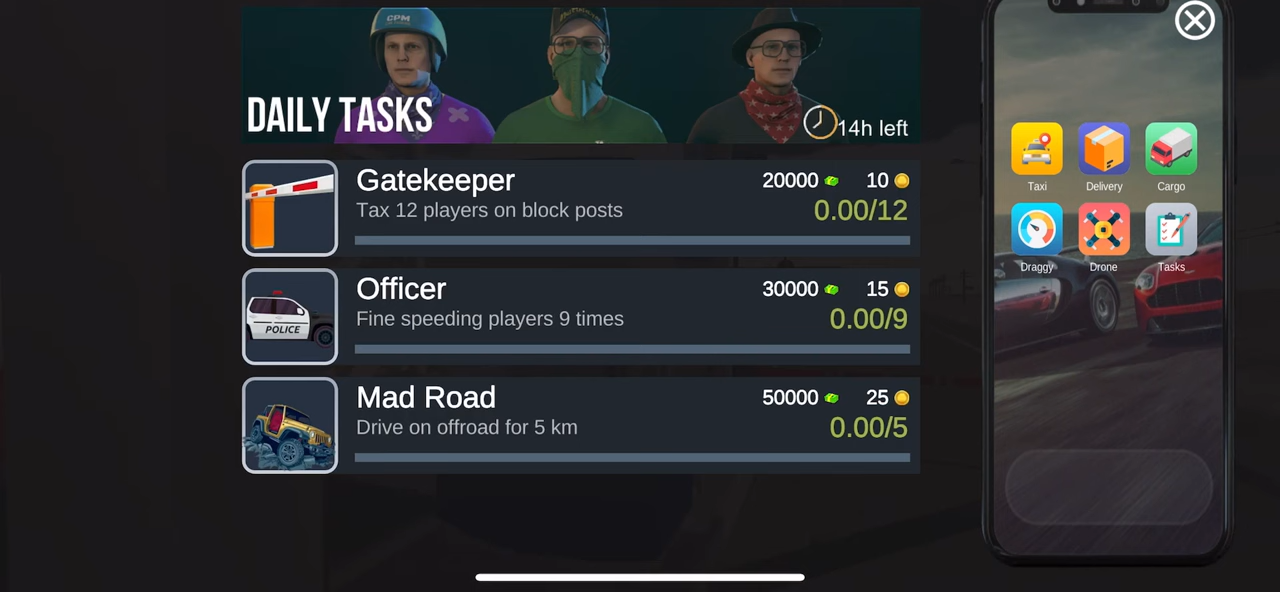 CPM
DAILY TASKS
14h left
Gatekeeper
20000 10
Tax 12 players on block posts
0.00/12
POLICE
Officer
30000 15
Fine speeding players 9 times
0.00/9
Mad Road
50000 25
Drive on offroad for 5 km
0.00/5
Taxi
Delivery
Cargo
Draggy
Drone
Tasks